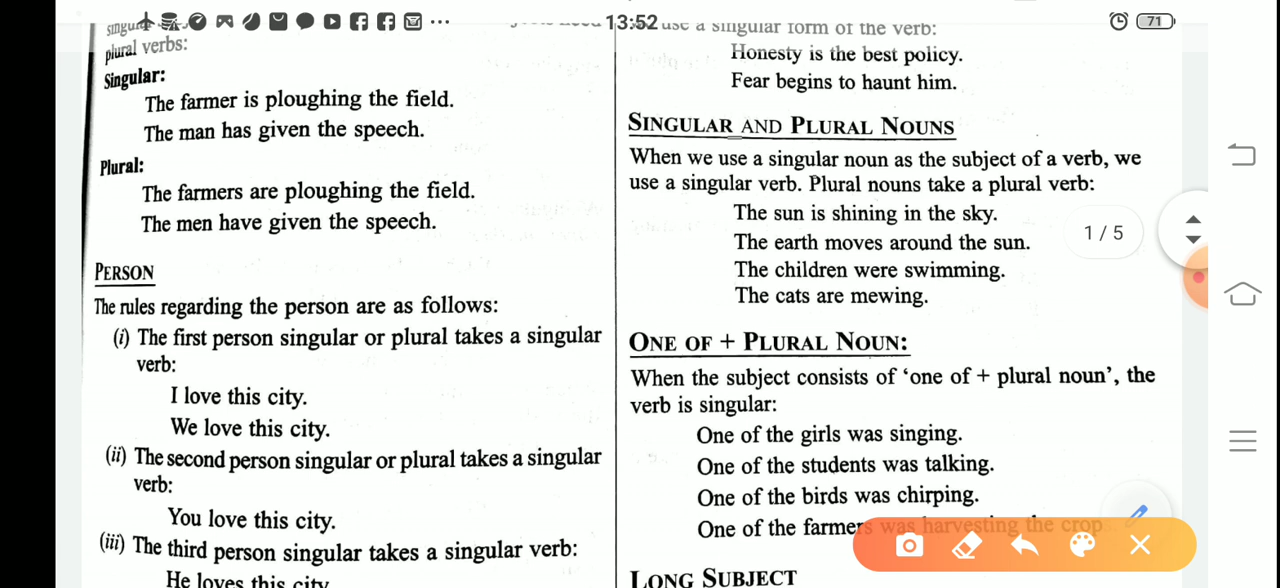 13:52
71
singular
plural verbs:
Singular:
The farmer is ploughing the field.
The man has given the speech.
Plural:
The farmers are ploughing the field.
The men have given the speech.
PERSON
The rules regarding the person are as follows:
(i) The first person singular or plural takes a singular
verb:
I love this city.
We love this city.
(ii) The second person singular or plural takes a singular
verb:
You love this city.
(iii) The third person singular takes a singular verb:
He loves this city
use a singular form of the verb:
Honesty is the best policy.
Fear begins to haunt him.
SINGULAR AND PLURAL NOUNS
When we use a singular noun as the subject of a verb, we
use a singular verb. Plural nouns take a plural verb:
The sun is shining in the sky.
The earth moves around the sun.
The children were swimming.
The cats are mewing.
1 / 5
ONE OF + PLURAL NOUN:
When the subject consists of ‘one of + plural noun’, the
verb is singular:
One of the girls was singing.
One of the students was talking.
One of the birds was chirping.
One of the farmers was harvesting the crop
LONG SUBJECT